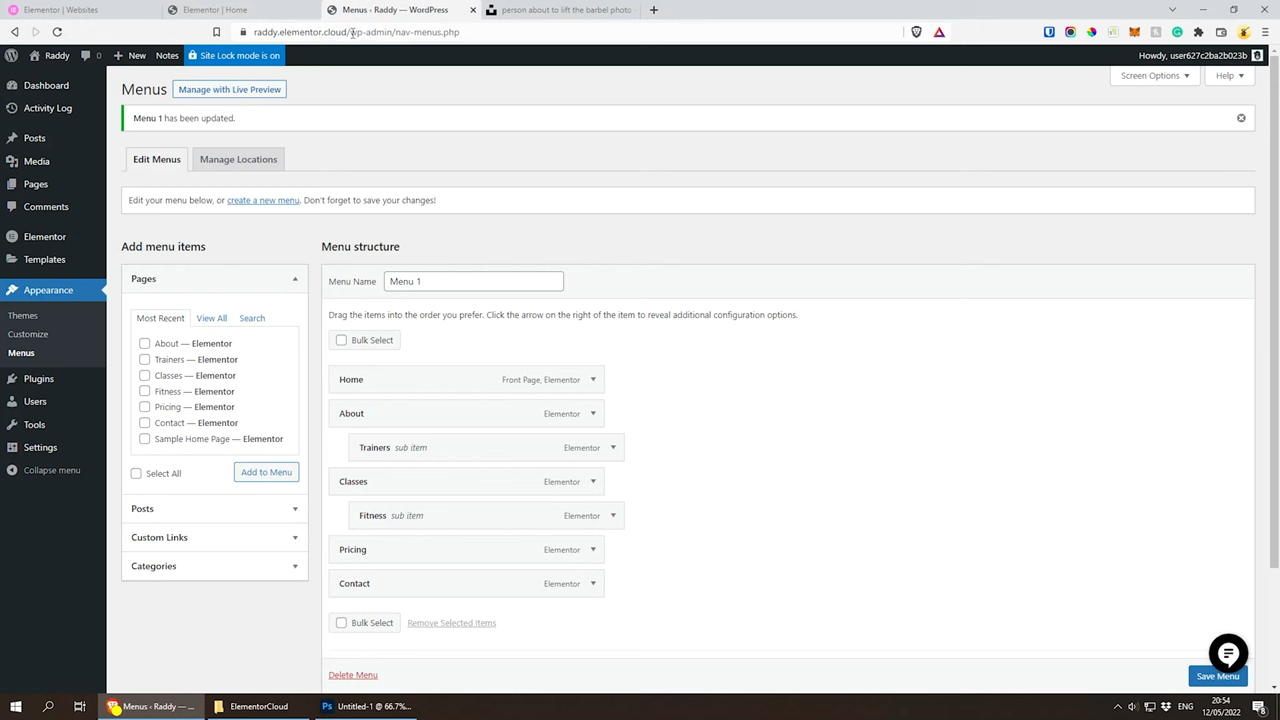 Elementor | Websites
Elementor | Home
Menus ‹ Raddy — WordPress
person about to lift the barbel photo
raddy.elementor.cloud/wp-admin/nav-menus.php
Raddy
0
New
Notes
Site Lock mode is on
Howdy, user627c2ba2b023b
Dashboard
Activity Log
Posts
Media
Pages
Comments
Elementor
Templates
Appearance
Themes
Customize
Menus
Plugins
Users
Tools
Settings
Collapse menu
Menus
Manage with Live Preview
Screen Options
Help
Menu 1 has been updated.
Edit Menus
Manage Locations
Edit your menu below, or create a new menu. Don't forget to save your changes!
Add menu items
Pages
Most Recent
View All
Search
About — Elementor
Trainers — Elementor
Classes — Elementor
Fitness — Elementor
Pricing — Elementor
Contact — Elementor
Sample Home Page — Elementor
Select All
Add to Menu
Posts
Custom Links
Categories
Menu structure
Menu Name
Menu 1
Drag the items into the order you prefer. Click the arrow on the right of the item to reveal additional configuration options.
Bulk Select
Home
Front Page, Elementor
About
Elementor
Trainers sub item
Elementor
Classes
Elementor
Fitness sub item
Elementor
Pricing
Elementor
Contact
Elementor
Bulk Select
Remove Selected Items
Delete Menu
Save Menu
Menus ‹ Raddy — ...
ElementorCloud
Untitled-1 @ 66.7%...
20:54
12/05/2022